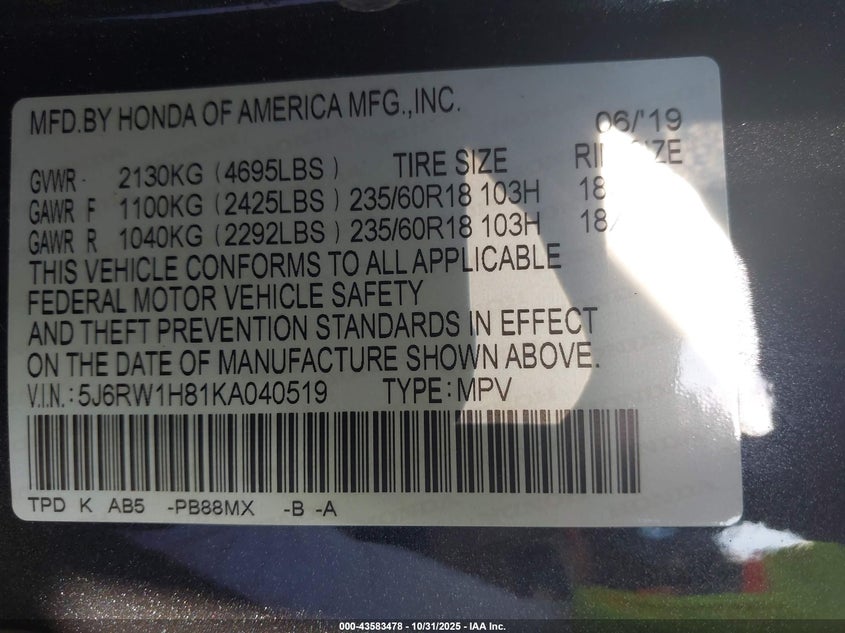 MFD.BY HONDA OF AMERICA MFG.,INC.
06/'19
GVWR 2130KG (4695LBS) TIRE SIZE
GAWR F 1100KG (2425LBS) 235/60R18 103H 18
GAWR R 1040KG (2292LBS) 235/60R18 103H 18
THIS VEHICLE CONFORMS TO ALL APPLICABLE
FEDERAL MOTOR VEHICLE SAFETY
AND THEFT PREVENTION STANDARDS IN EFFECT
ON THE DATE OF MANUFACTURE SHOWN ABOVE.
V.I.N.: 5J6RW1H81KA040519 TYPE: MPV
TPD K AB5 -PB88MX -B -A
000-43583478 - 10/31/2025 - IAA Inc.